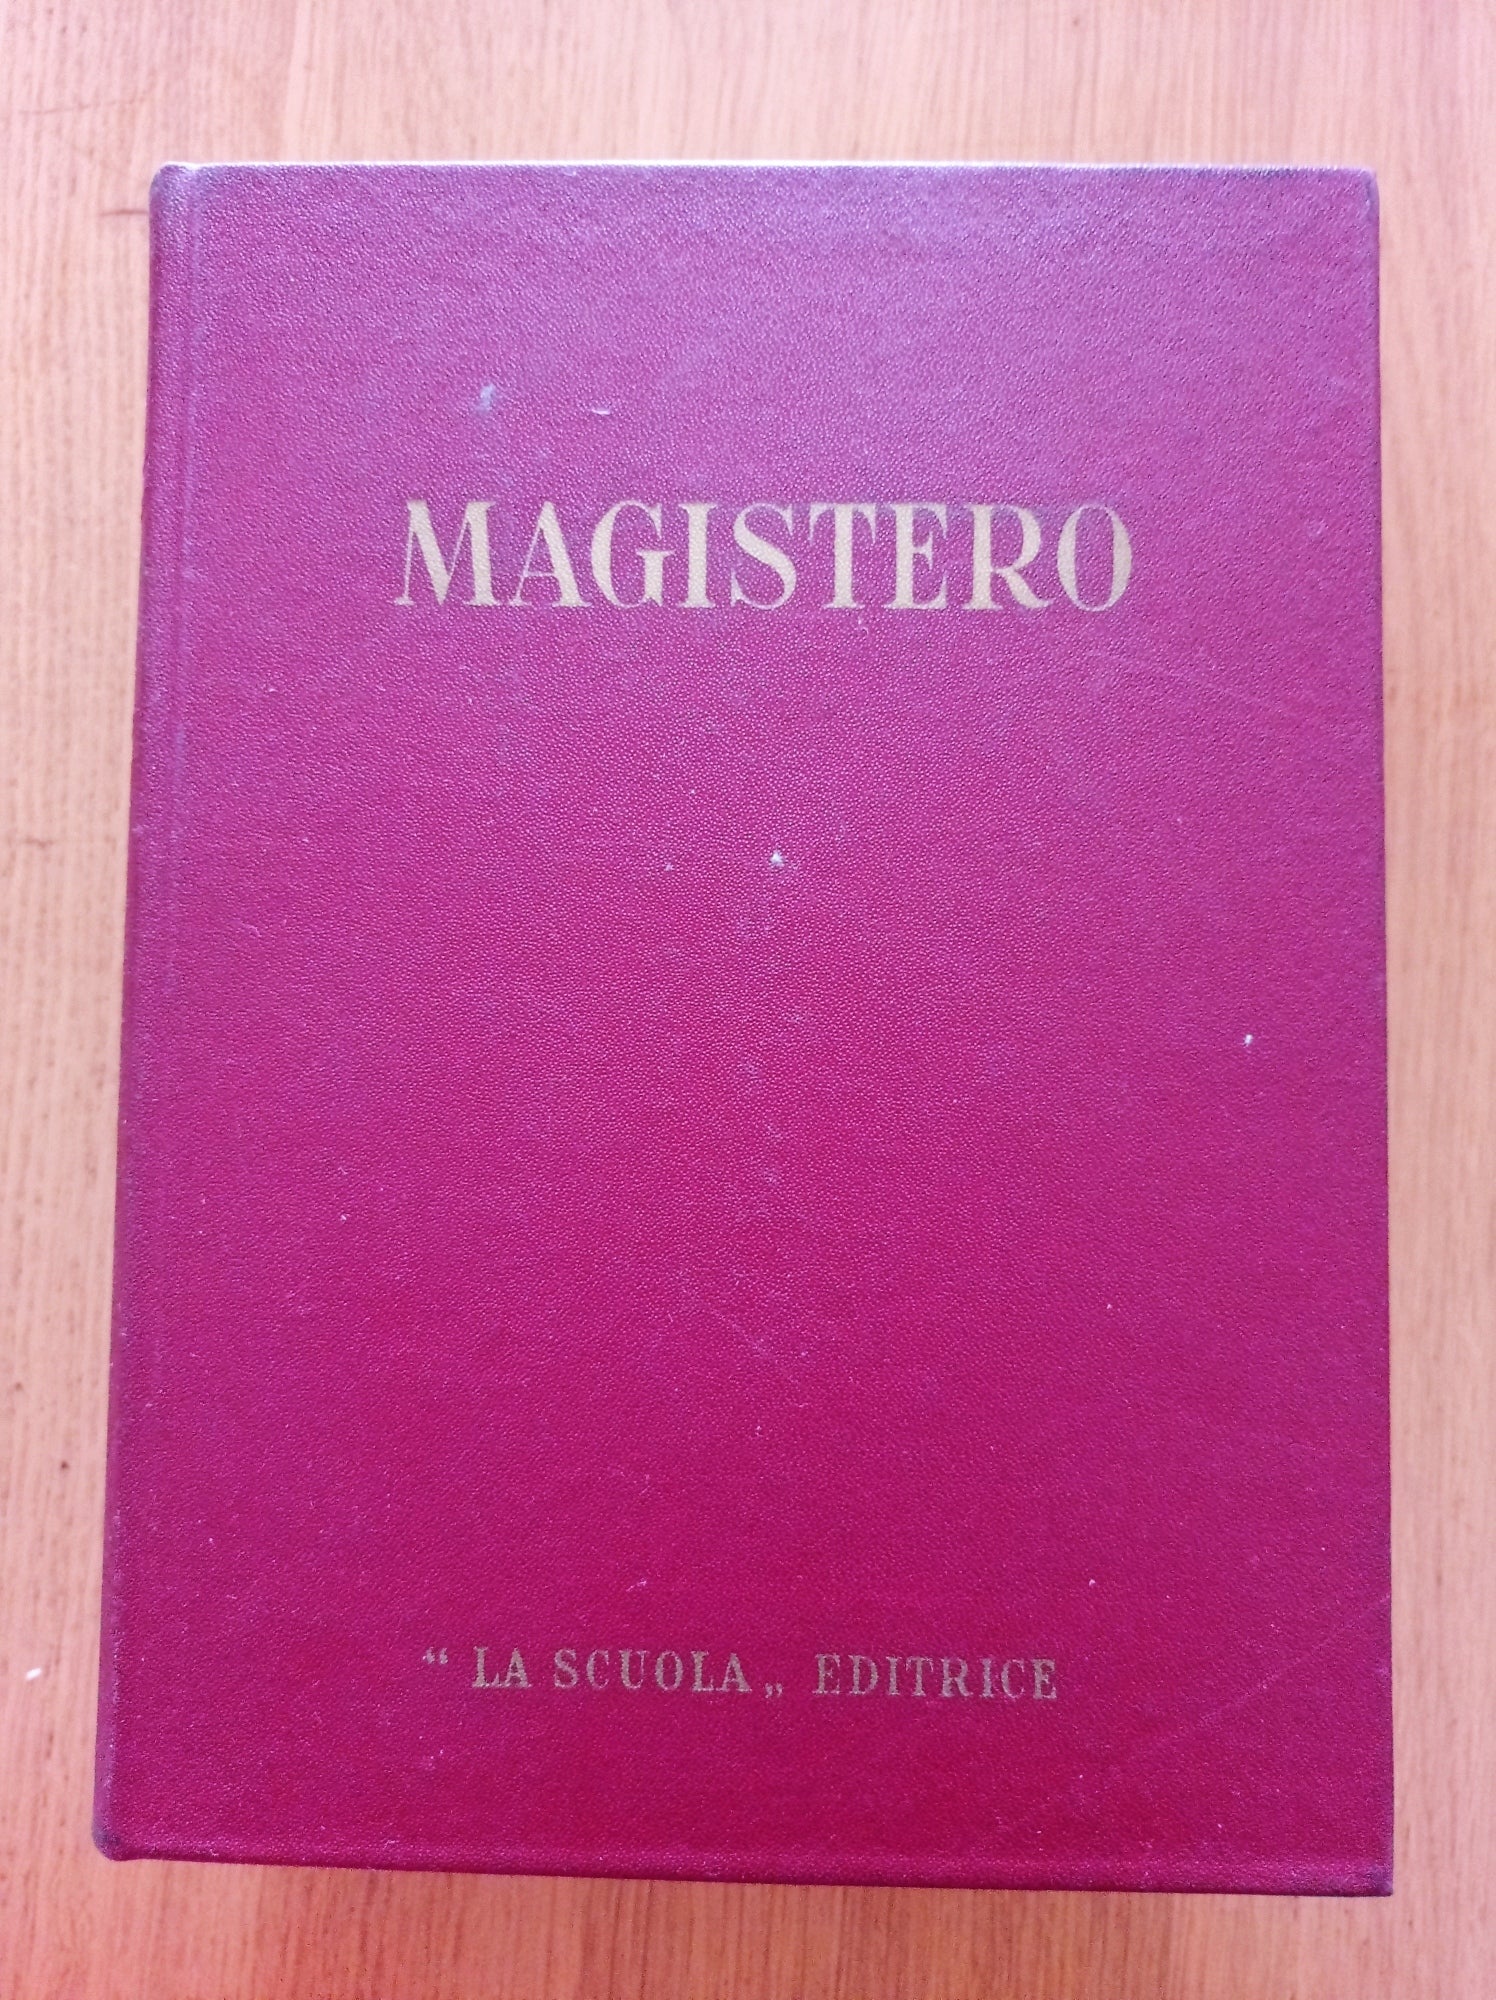 MAGISTERO
“ LA SCUOLA „ EDITRICE